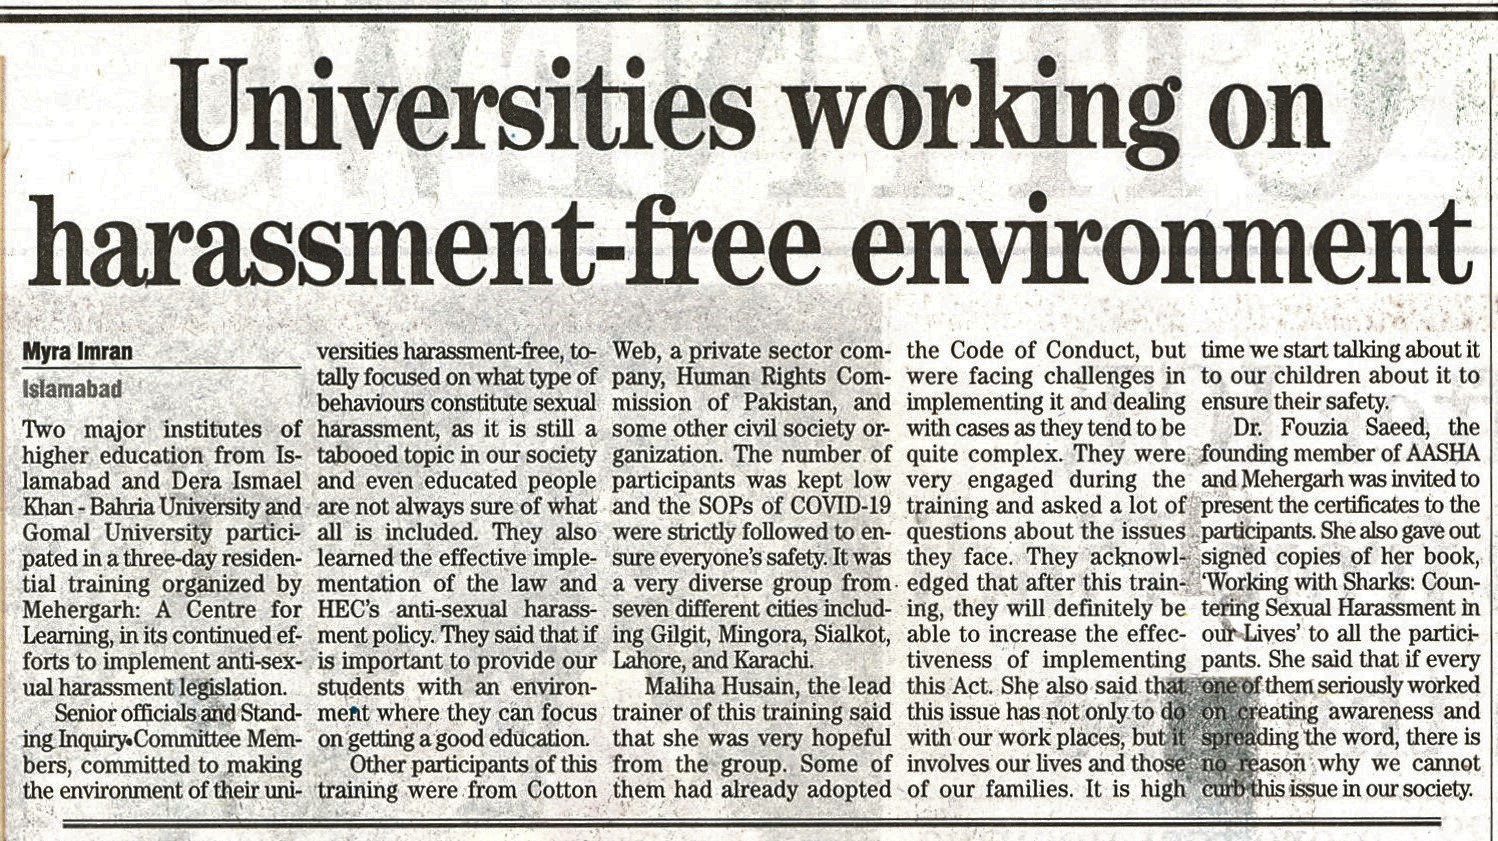 Universities working on
harassment-free environment
Myra Imran
Islamabad
Two major institutes of
higher education from Is-
lamabad and Dera Ismael
Khan - Bahria University and
Gomal University partici-
pated in a three-day residen-
tial training organized by
Mehergarh: A Centre for
Learning, in its continued ef-
forts to implement anti-sex-
ual harassment legislation.
Senior officials and Stand-
ing Inquiry Committee Mem-
bers, committed to making
the environment of their uni-
versities harassment-free, to-
tally focused on what type of
behaviours constitute sexual
harassment, as it is still a
tabooed topic in our society
and even educated people
are not always sure of what
all is included. They also
learned the effective imple-
mentation of the law and
HEC's anti-sexual harass-
ment policy. They said that if
is important to provide our
students with an environ-
ment where they can focus
on getting a good education.
Other participants of this
training were from Cotton
Web, a private sector com-
pany, Human Rights Com-
mission of Pakistan, and
some other civil society or-
ganization. The number of
participants was kept low
and the SOPs of COVID-19
were strictly followed to en-
sure everyone's safety. It was
a very diverse group from
seven different cities includ-
ing Gilgit, Mingora, Sialkot,
Lahore, and Karachi.
Maliha Husain, the lead
trainer of this training said
that she was very hopeful
from the group. Some of
them had already adopted
the Code of Conduct, but
were facing challenges in
implementing it and dealing
with cases as they tend to be
quite complex. They were
very engaged during the
training and asked a lot of
questions about the issues
they face. They acknowl-
edged that after this train-
ing, they will definitely be
able to increase the effec-
tiveness of implementing
this Act. She also said that
this issue has not only to do
with our work places, but it
involves our lives and those
of our families. It is high
time we start talking about it
to our children about it to
ensure their safety.
Dr. Fouzia Saeed, the
founding member of AASHA
and Mehergarh was invited to
present the certificates to the
participants. She also gave out
signed copies of her book,
'Working with Sharks: Coun-
tering Sexual Harassment in
our Lives' to all the partici-
pants. She said that if every
one of them seriously worked
on creating awareness and
spreading the word, there is
no reason why we cannot
curb this issue in our society.